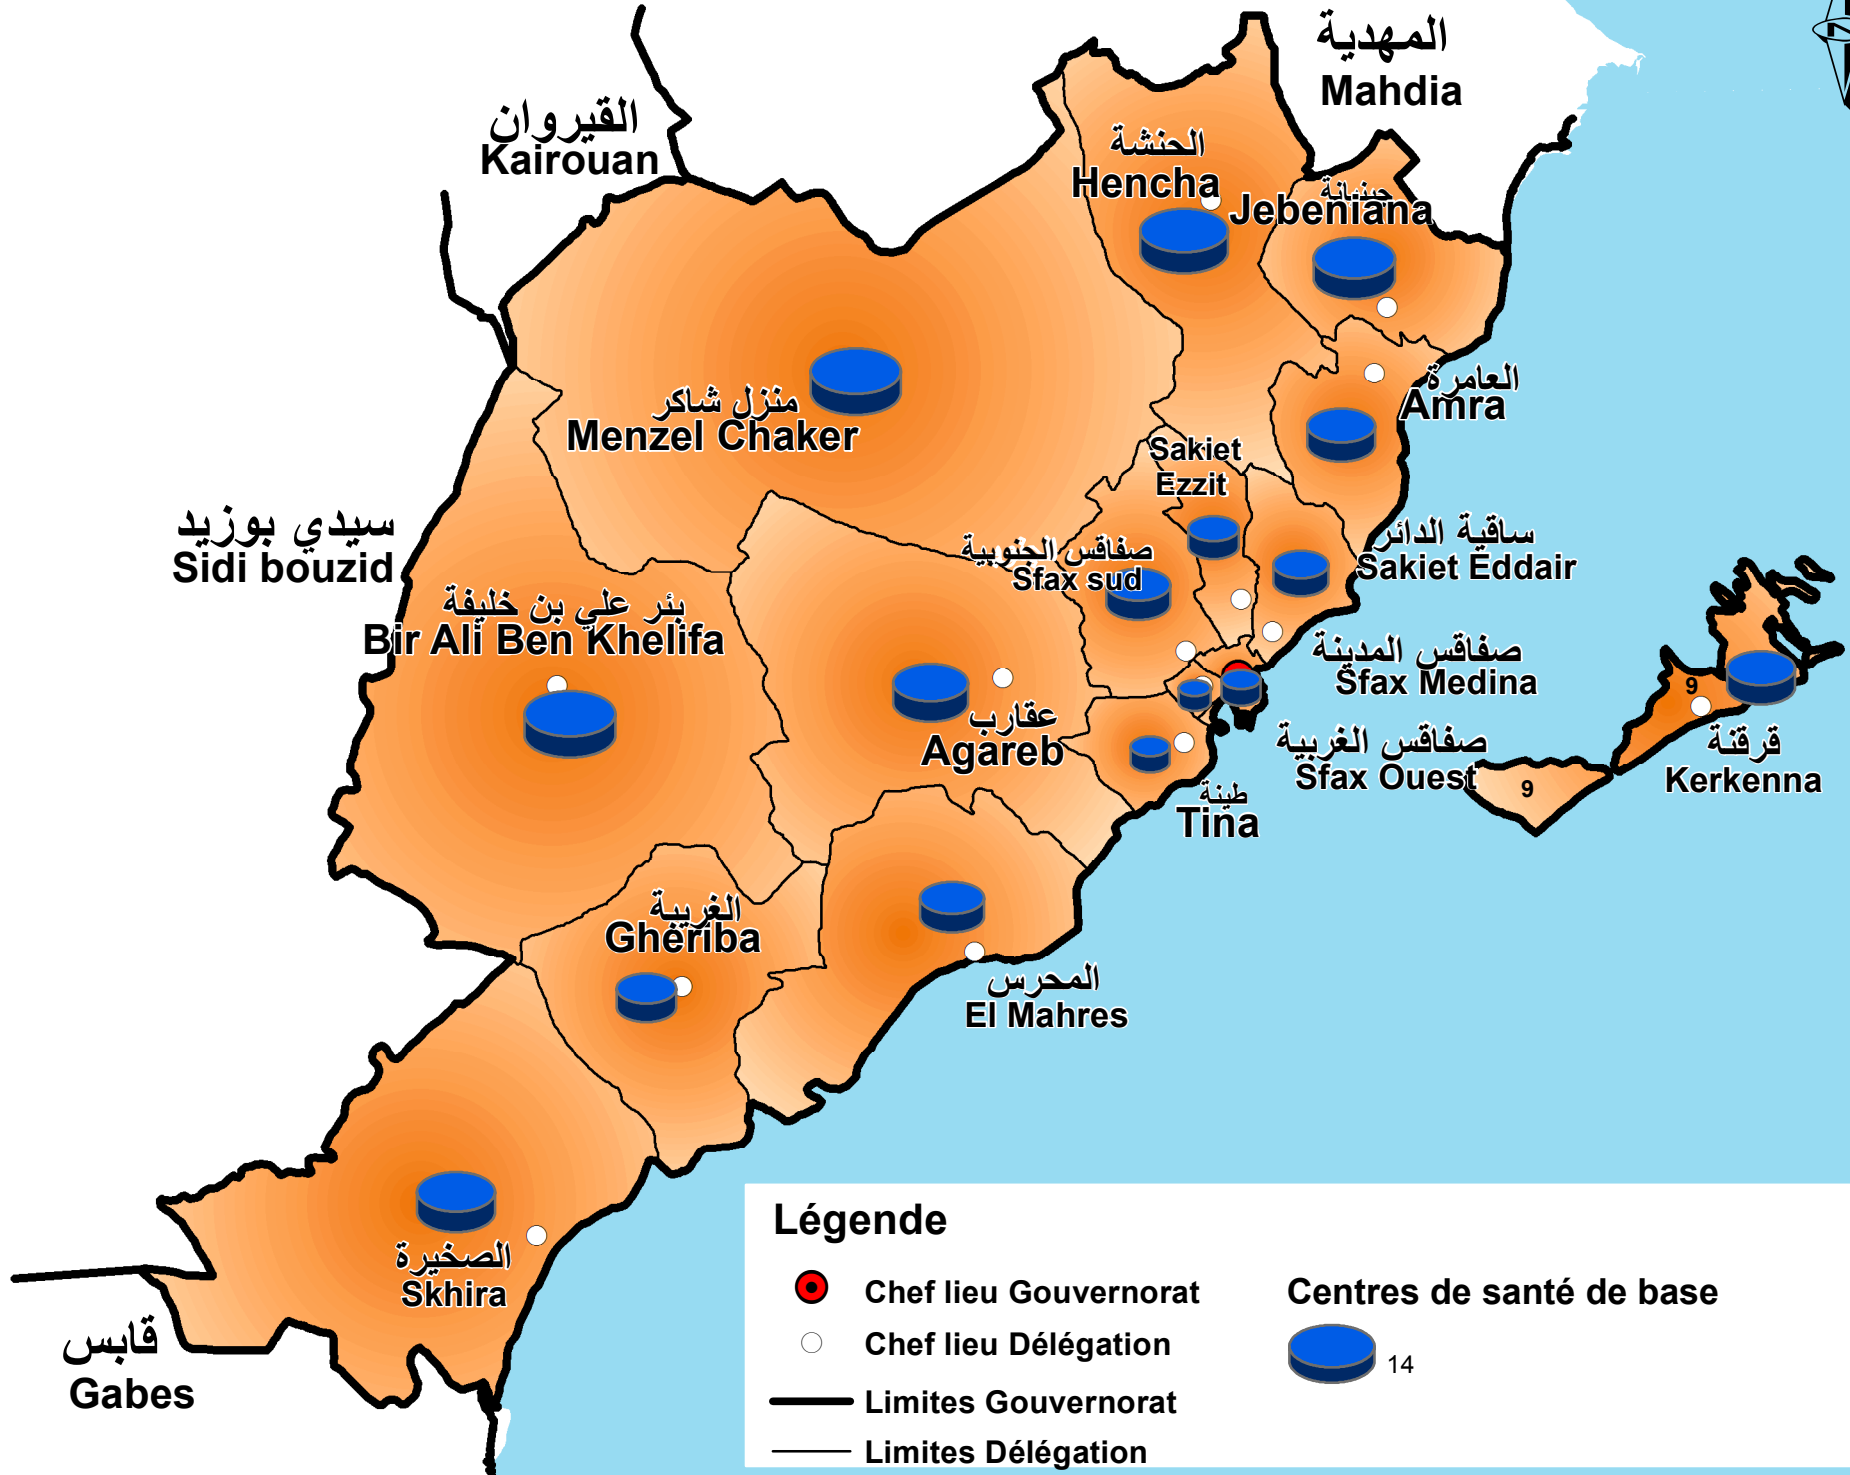 المهدية
Mahdia
القيروان
Kairouan
الحنشة
Hencha
جبنيانة
Jebeniana
العامرة
Amra
منزل شاكر
Menzel Chaker
Sakiet
Ezzit
سيدي بوزيد
Sidi bouzid
صفاقس الجنوبية
Sfax sud
ساقية الدائر
Sakiet Eddair
بئر علي بن خليفة
Bir Ali Ben Khelifa
صفاقس المدينة
Sfax Medina
9
عقارب
Agareb
صفاقس الغربية
Sfax Ouest
9
قرقنة
Kerkenna
طينة
Tina
الغريبة
Gheriba
المحرس
El Mahres
الصخيرة
Skhira
قابس
Gabes
Légende
Chef lieu Gouvernorat
Chef lieu Délégation
Limites Gouvernorat
Limites Délégation
Centres de santé de base
14